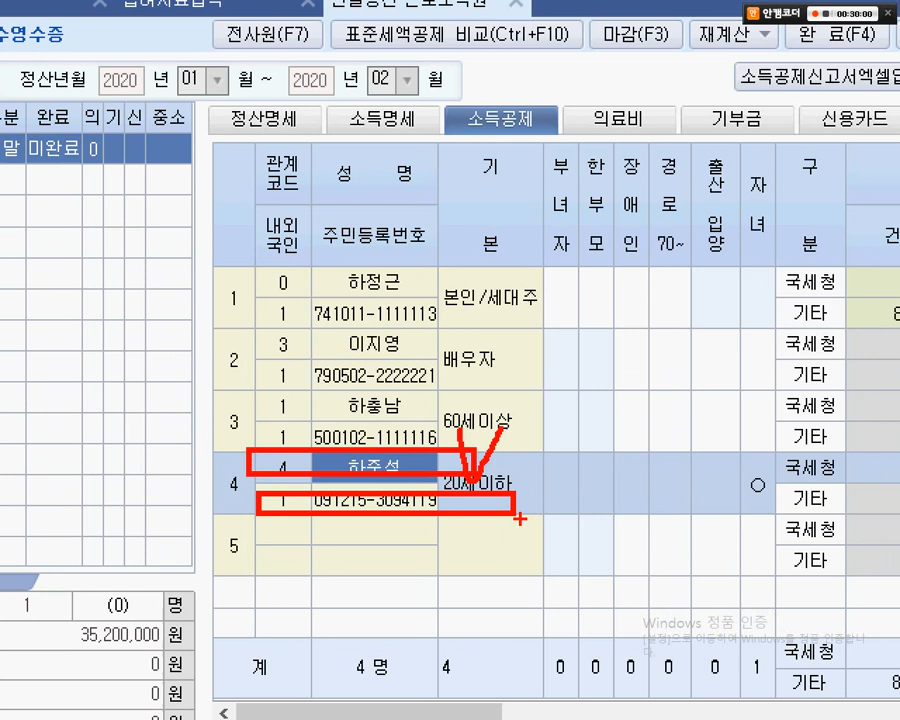 안캠코더 00:30:00
수영수증 전사원(F7) 표준세액공제 비교(Ctrl+F10) 마감(F3) 재계산 완 료(F4)
정산년월 2020 년 01 월 ~ 2020 년 02 월 소득공제신고서엑셀업
정산명세 소득명세 소득공제 의료비 기부금 신용카드
분 완료 의 기 신 중소
말 미완료 0
관계코드 성 명 기본 부녀자 한부모 장애인 경로70~ 출산입양 자녀 구분
내외국인 주민등록번호 건
1 0 하정근 본인/세대주 국세청
1 741011-1111113 기타 8
2 3 이지영 배우자 국세청
1 790502-2222221 기타
3 1 하충남 60세이상 국세청
1 500102-1111116 기타
4 4 하주석 20세이하 ○ 국세청
1 091215-3094119 기타
5 국세청
기타
Windows 정품 인증
계 4 명 4 0 0 0 0 0 1 국세청
기타 8
1 (0) 명
35,200,000 원
0 원
0 원